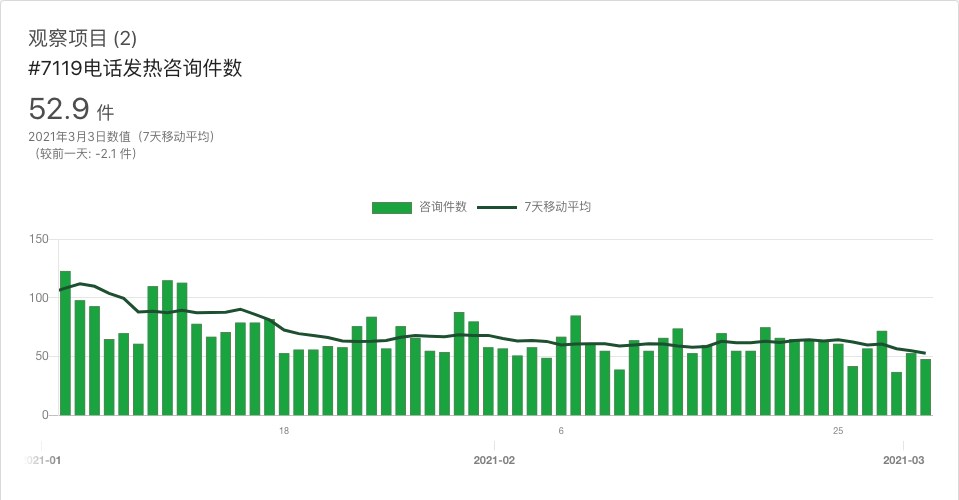 观察项目 (2)
#7119电话发热咨询件数
52.9 件
2021年3月3日数值（7天移动平均）
（较前一天: -2.1 件）
咨询件数 7天移动平均
150
100
50
0
18 6 25
021-01 2021-02 2021-03